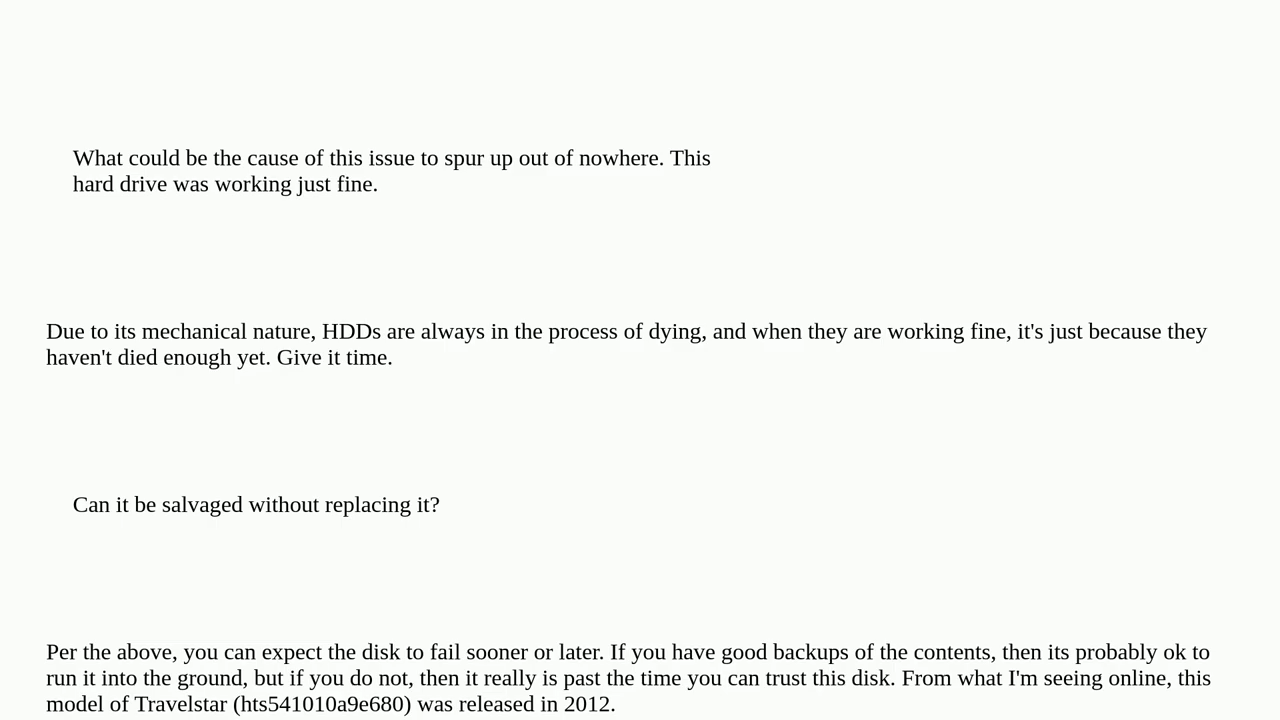 What could be the cause of this issue to spur up out of nowhere. This
hard drive was working just fine.
Due to its mechanical nature, HDDs are always in the process of dying, and when they are working fine, it's just because they
haven't died enough yet. Give it time.
Can it be salvaged without replacing it?
Per the above, you can expect the disk to fail sooner or later. If you have good backups of the contents, then its probably ok to
run it into the ground, but if you do not, then it really is past the time you can trust this disk. From what I'm seeing online, this
model of Travelstar (hts541010a9e680) was released in 2012.